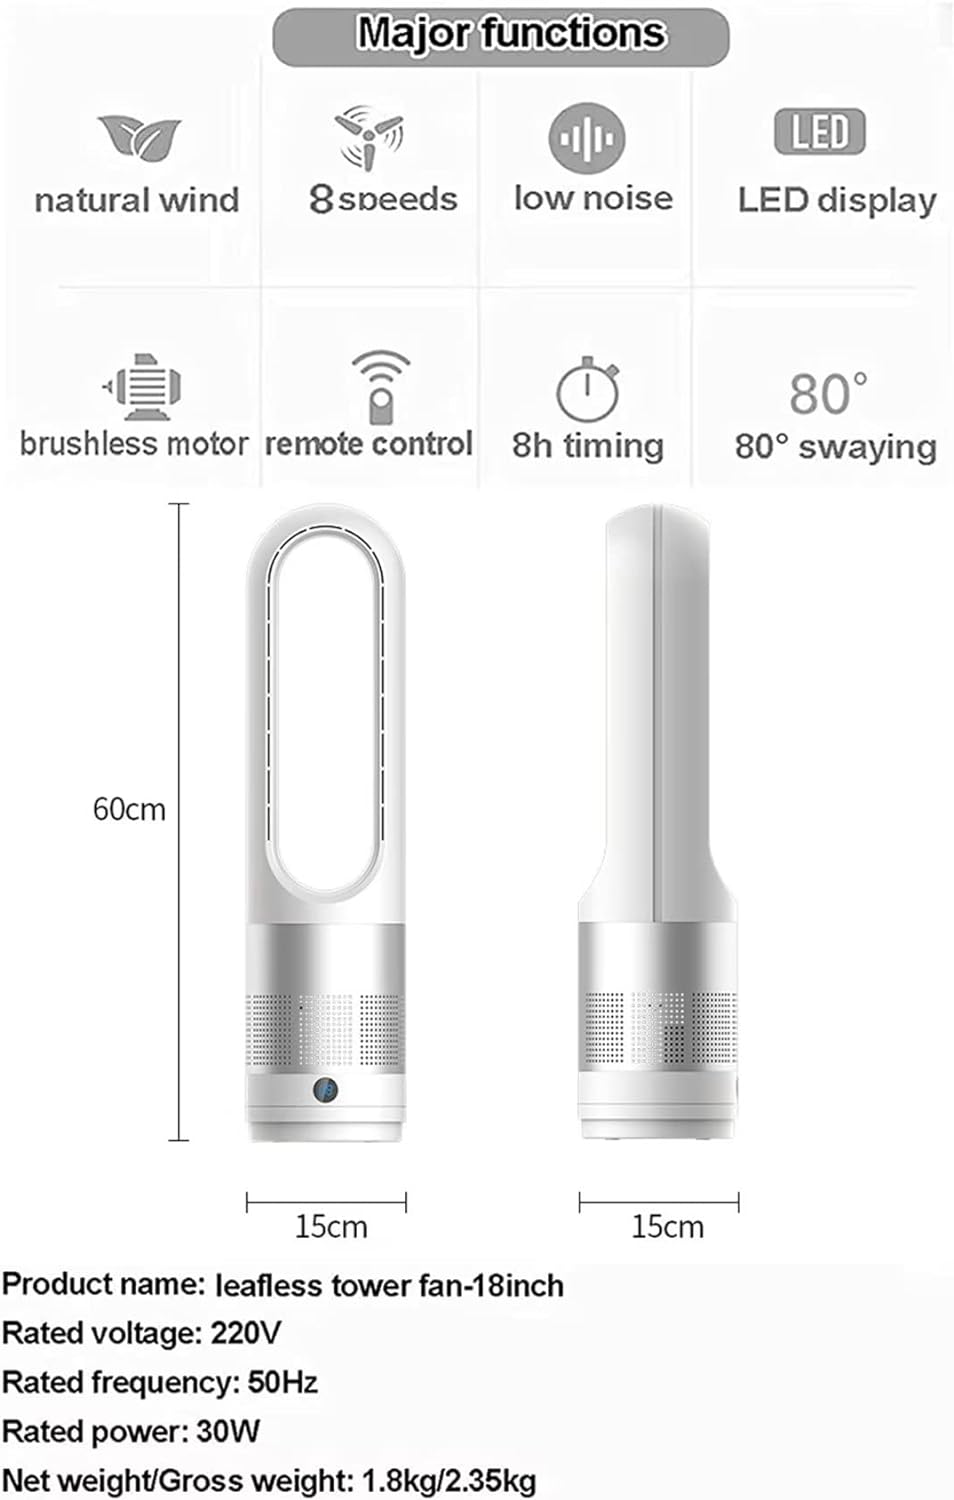 Major functions
natural wind
8speeds
low noise
LED
LED display
brushless motor
remote control
8h timing
80°
80° swaying
60cm
15cm
15cm
Product name: leafless tower fan-18inch
Rated voltage: 220V
Rated frequency: 50Hz
Rated power: 30W
Net weight/Gross weight: 1.8kg/2.35kg